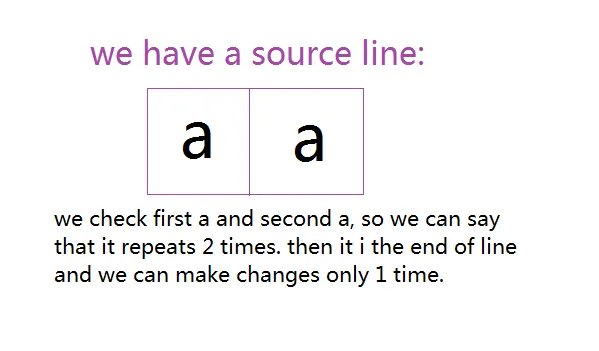 we have a source line:
a a
we check first a and second a, so we can say
that it repeats 2 times. then it i the end of line
and we can make changes only 1 time.